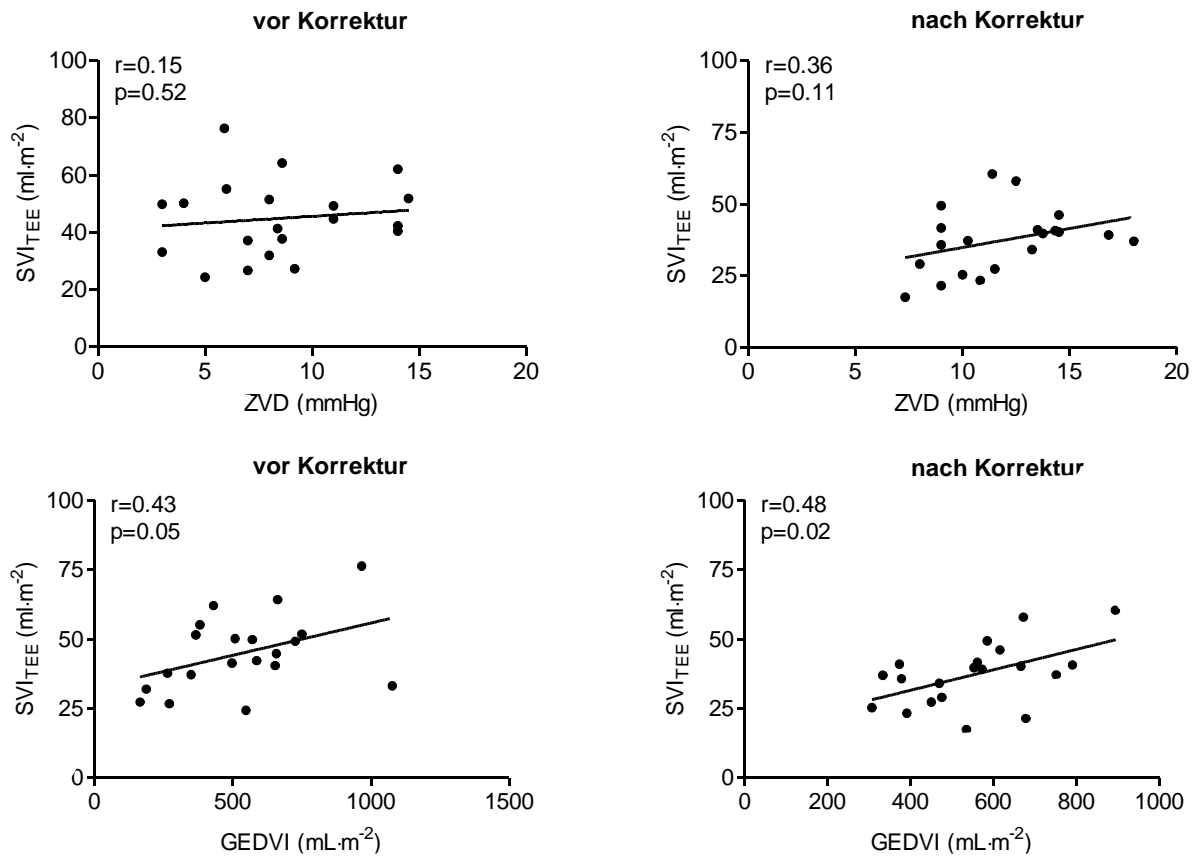 vor Korrektur
r=0.15
p=0.52
SVI_TEE (ml·m^-2)
100
80
60
40
20
0
0 5 10 15 20
ZVD (mmHg)
nach Korrektur
r=0.36
p=0.11
SVI_TEE (ml·m^-2)
100
75
50
25
0
0 5 10 15 20
ZVD (mmHg)
vor Korrektur
r=0.43
p=0.05
SVI_TEE (ml·m^-2)
100
75
50
25
0
0 500 1000 1500
GEDVI (mL·m^-2)
nach Korrektur
r=0.48
p=0.02
SVI_TEE (ml·m^-2)
100
75
50
25
0
0 200 400 600 800 1000
GEDVI (mL·m^-2)